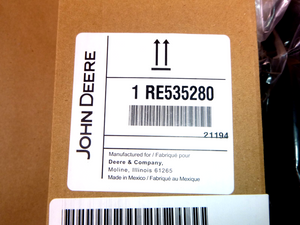 JOHN DEERE
1 RE535280
21194
Manufactured for / Fabriqué pour
Deere & Company,
Moline, Illinois 61265
Made in Mexico / Fabriqué au Mexique